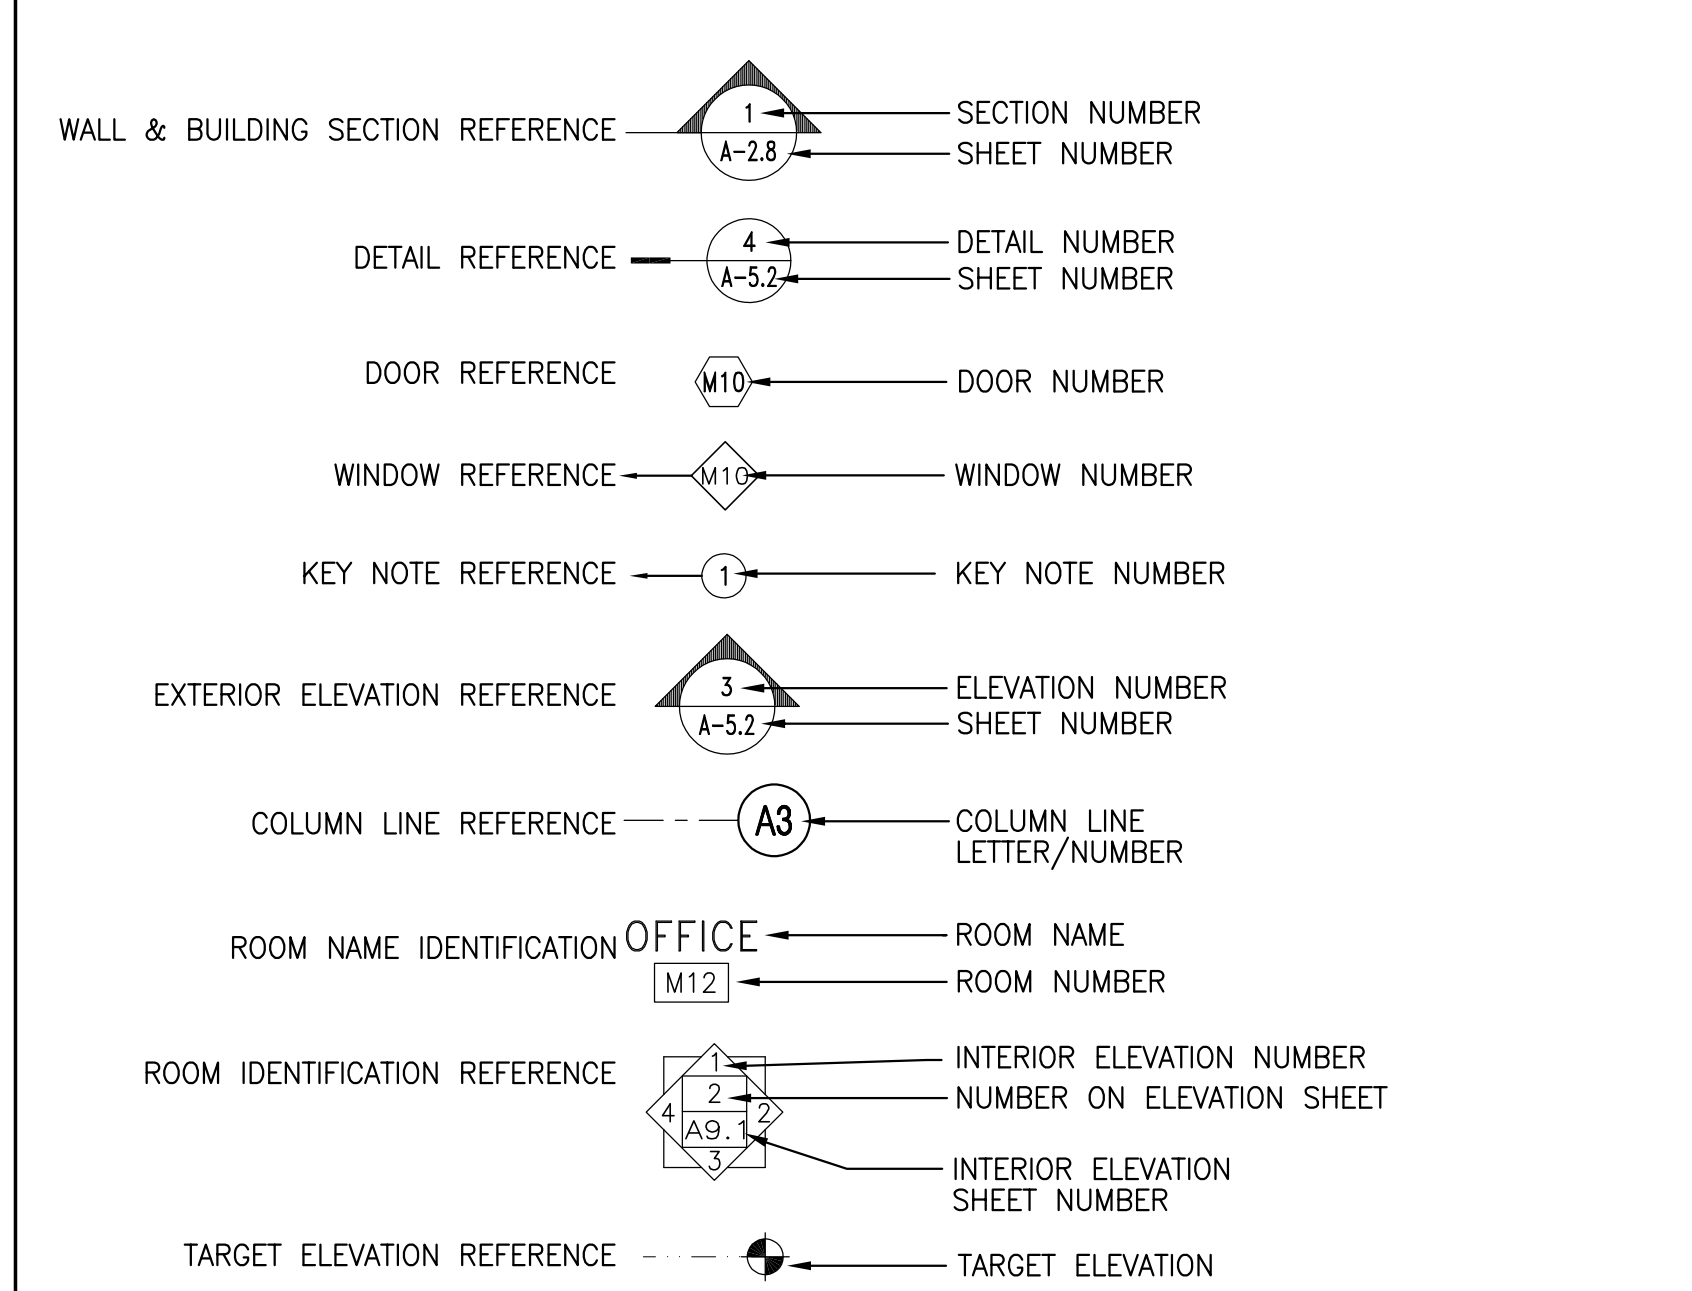 WALL & BUILDING SECTION REFERENCE
1
A-2.8
SECTION NUMBER
SHEET NUMBER
DETAIL REFERENCE
4
A-5.2
DETAIL NUMBER
SHEET NUMBER
DOOR REFERENCE
M10
DOOR NUMBER
WINDOW REFERENCE
M10
WINDOW NUMBER
KEY NOTE REFERENCE
1
KEY NOTE NUMBER
EXTERIOR ELEVATION REFERENCE
3
A-5.2
ELEVATION NUMBER
SHEET NUMBER
COLUMN LINE REFERENCE
A3
COLUMN LINE
LETTER/NUMBER
ROOM NAME IDENTIFICATION
OFFICE
M12
ROOM NAME
ROOM NUMBER
ROOM IDENTIFICATION REFERENCE
1
2
4
2
A9.1
3
INTERIOR ELEVATION NUMBER
NUMBER ON ELEVATION SHEET
INTERIOR ELEVATION
SHEET NUMBER
TARGET ELEVATION REFERENCE
TARGET ELEVATION